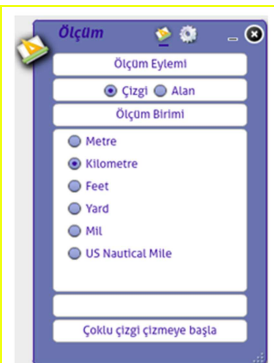 Ölçüm
Ölçüm Eylemi
Çizgi Alan
Ölçüm Birimi
Metre
Kilometre
Feet
Yard
Mil
US Nautical Mile
Çoklu çizgi çizmeye başla